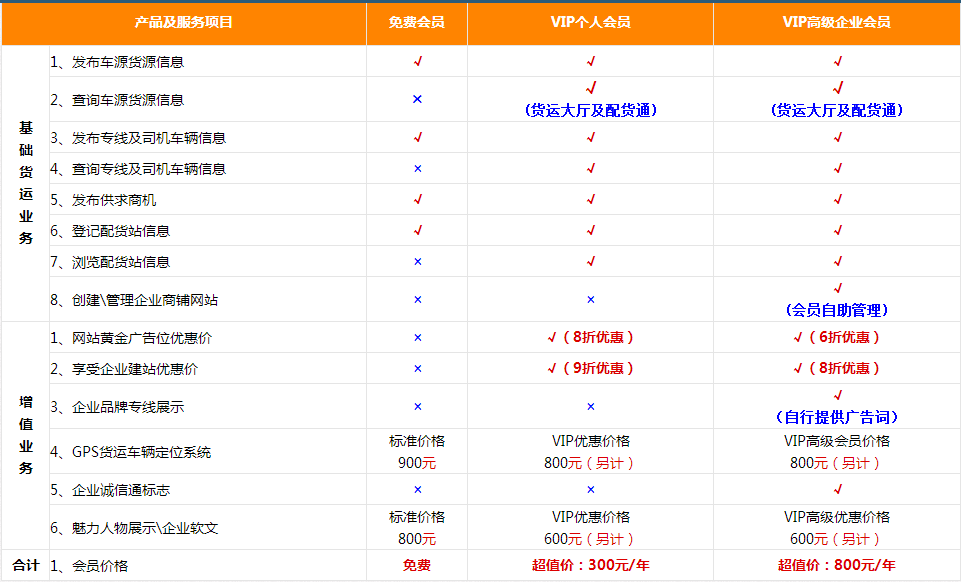 产品及服务项目 免费会员 VIP个人会员 VIP高级企业会员
基础货运业务
1、发布车源货源信息 √ √ √
2、查询车源货源信息 × √ √
(货运大厅及配货通) (货运大厅及配货通)
3、发布专线及司机车辆信息 √ √ √
4、查询专线及司机车辆信息 × √ √
5、发布供求商机 √ √ √
6、登记配货站信息 √ √ √
7、浏览配货站信息 × √ √
8、创建\管理企业商铺网站 × × √
(会员自助管理)
增值业务
1、网站黄金广告位优惠价 × √（8折优惠） √（6折优惠）
2、享受企业建站优惠价 × √（9折优惠） √（8折优惠）
3、企业品牌专线展示 × × √
（自行提供广告词）
4、GPS货运车辆定位系统 标准价格 VIP优惠价格 VIP高级会员价格
900元 800元（另计） 800元（另计）
5、企业诚信通标志 × × √
6、魅力人物展示\企业软文 标准价格 VIP优惠价格 VIP高级优惠价格
800元 600元（另计） 600元（另计）
合计 1、会员价格 免费 超值价：300元/年 超值价：800元/年